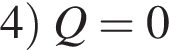 4) Q = 0